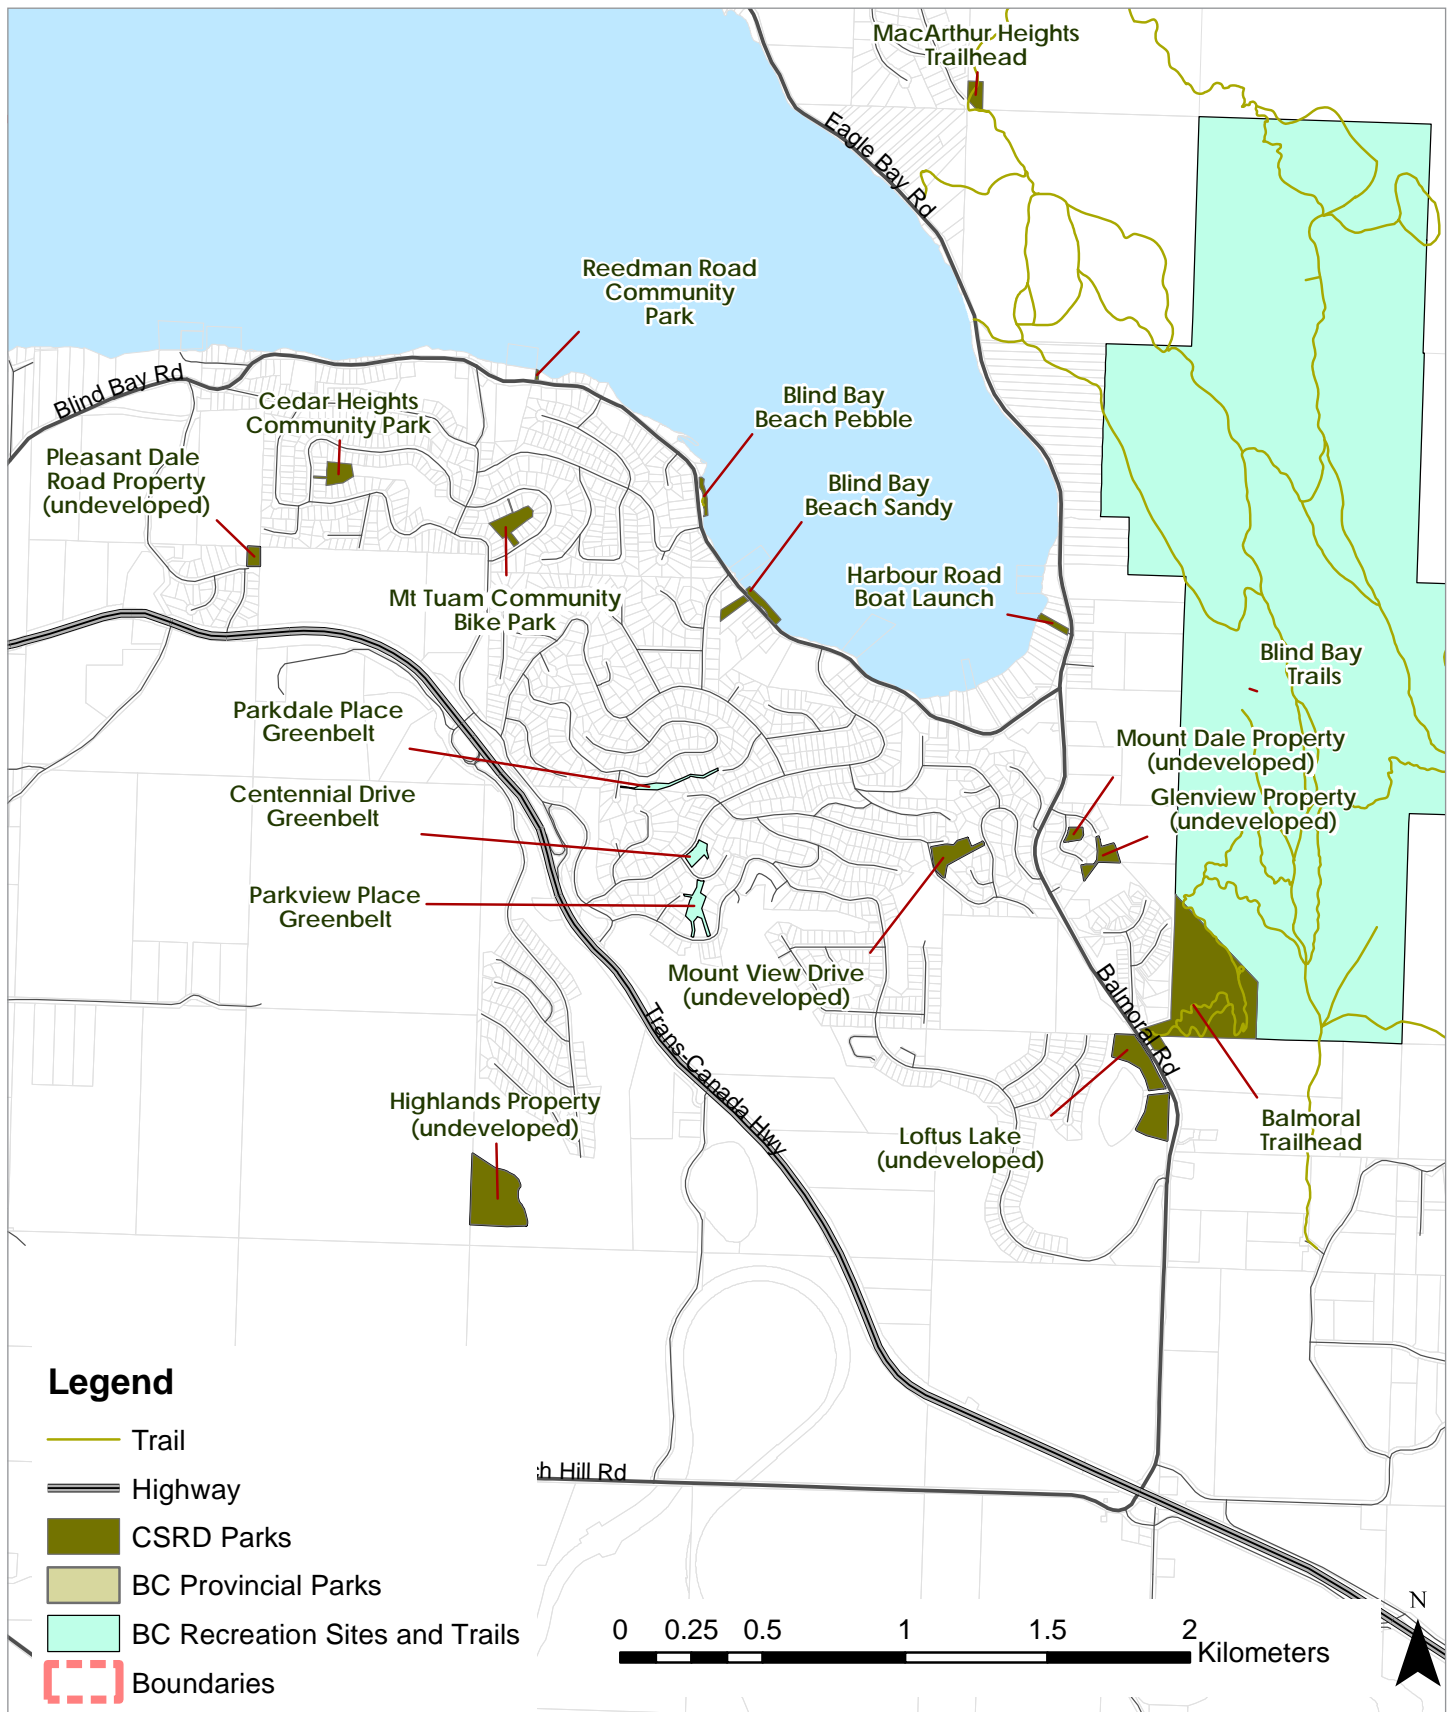 MacArthur Heights
Trailhead
Eagle Bay Rd
Reedman Road
Community
Park
Blind Bay Rd
Cedar Heights
Community Park
Blind Bay
Beach Pebble
Pleasant Dale
Road Property
(undeveloped)
Blind Bay
Beach Sandy
Harbour Road
Boat Launch
Mt Tuam Community
Bike Park
Blind Bay
Trails
Parkdale Place
Greenbelt
Mount Dale Property
(undeveloped)
Centennial Drive
Greenbelt
Glenview Property
(undeveloped)
Parkview Place
Greenbelt
Mount View Drive
(undeveloped)
Balmoral Rd
Trans-Canada Hwy
Highlands Property
(undeveloped)
Loftus Lake
(undeveloped)
Balmoral
Trailhead
Legend
Trail
Highway
CSRD Parks
BC Provincial Parks
BC Recreation Sites and Trails
Boundaries
Hill Rd
0 0.25 0.5 1 1.5 2
Kilometers
N